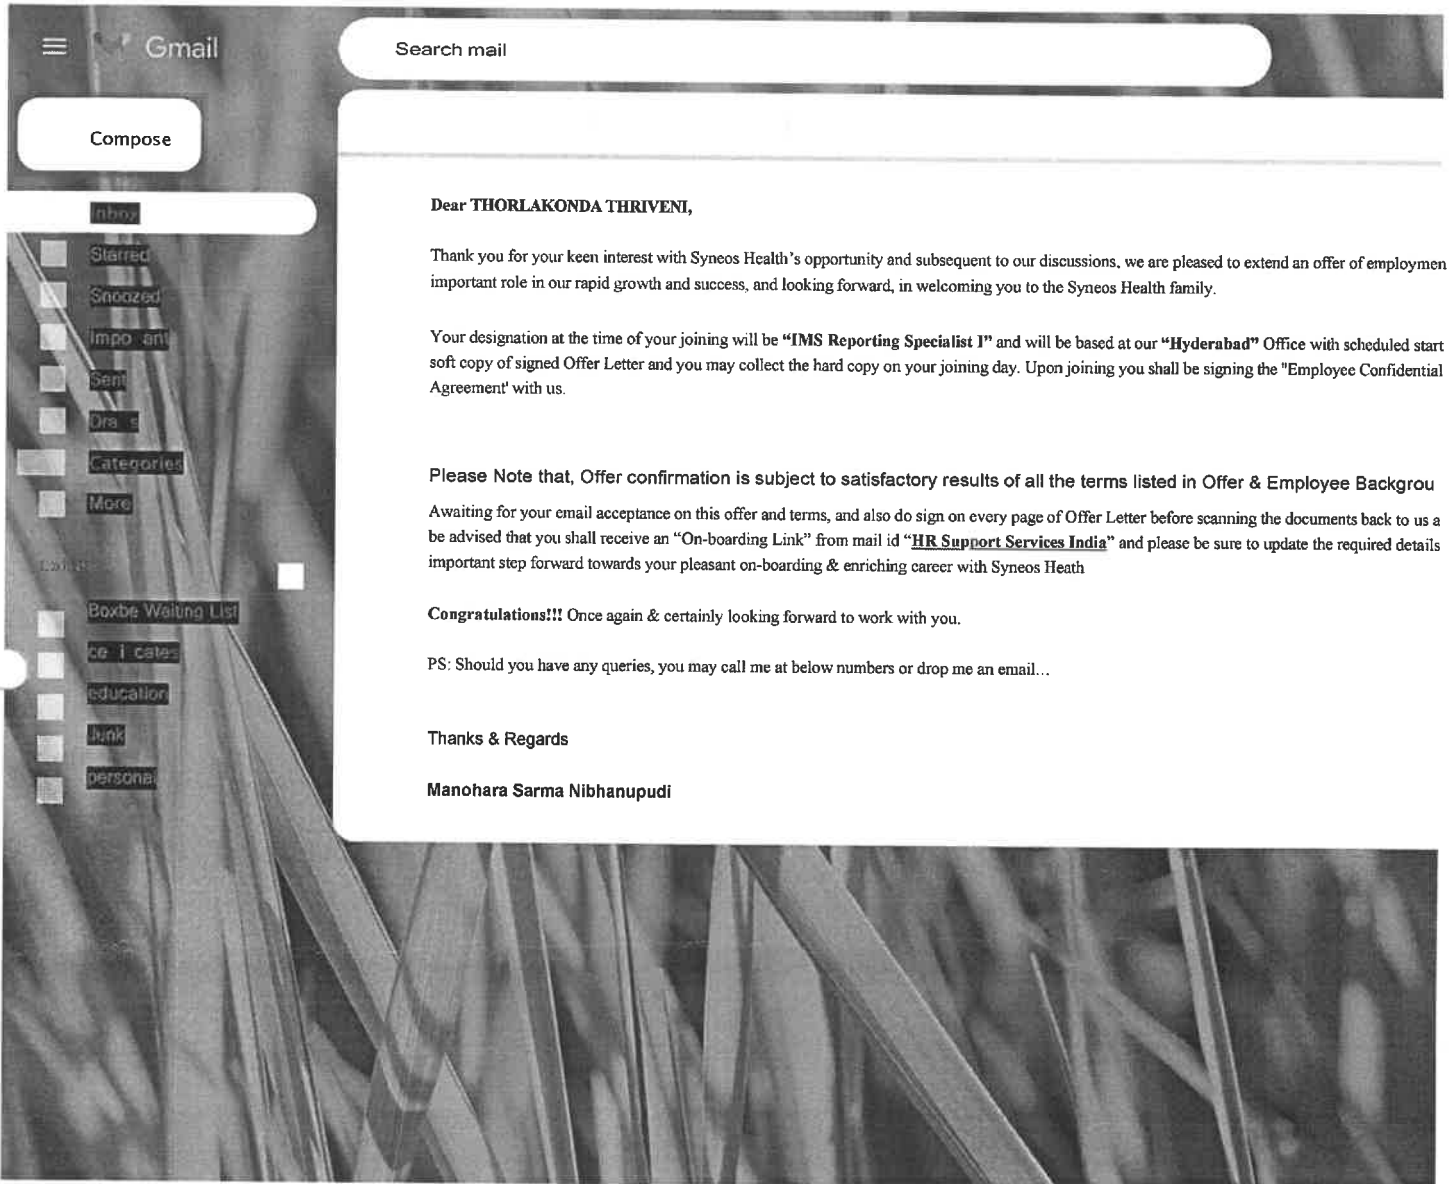 Gmail
Search mail
Compose
Inbox
Starred
Snoozed
Impo ant
Sent
Dra s
Categories
More
Boxbe Waiting List
ce i cates
education
Junk
personal
Dear THORLAKONDA THRIVENI,
Thank you for your keen interest with Syneos Health's opportunity and subsequent to our discussions, we are pleased to extend an offer of employmen
important role in our rapid growth and success, and looking forward, in welcoming you to the Syneos Health family.
Your designation at the time of your joining will be “IMS Reporting Specialist I” and will be based at our “Hyderabad” Office with scheduled start
soft copy of signed Offer Letter and you may collect the hard copy on your joining day. Upon joining you shall be signing the "Employee Confidential
Agreement' with us.
Please Note that, Offer confirmation is subject to satisfactory results of all the terms listed in Offer & Employee Backgrou
Awaiting for your email acceptance on this offer and terms, and also do sign on every page of Offer Letter before scanning the documents back to us a
be advised that you shall receive an “On-boarding Link” from mail id “HR Support Services India” and please be sure to update the required details
important step forward towards your pleasant on-boarding & enriching career with Syneos Heath
Congratulations!!! Once again & certainly looking forward to work with you.
PS: Should you have any queries, you may call me at below numbers or drop me an email…
Thanks & Regards
Manohara Sarma Nibhanupudi